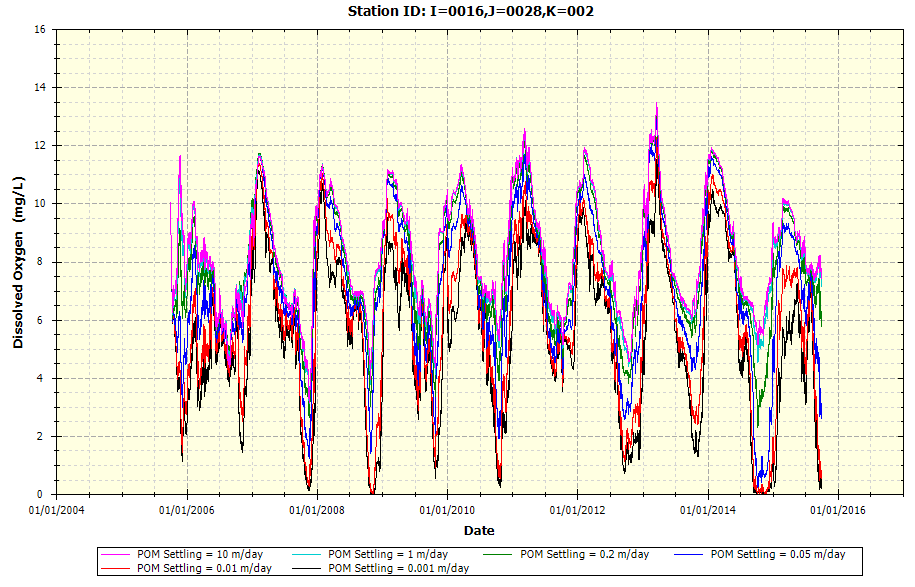 Station ID: I=0016,J=0028,K=002
Dissolved Oxygen (mg/L)
16
14
12
10
8
6
4
2
0
01/01/2004 01/01/2006 01/01/2008 01/01/2010 01/01/2012 01/01/2014 01/01/2016
Date
POM Settling = 10 m/day POM Settling = 1 m/day POM Settling = 0.2 m/day POM Settling = 0.05 m/day
POM Settling = 0.01 m/day POM Settling = 0.001 m/day